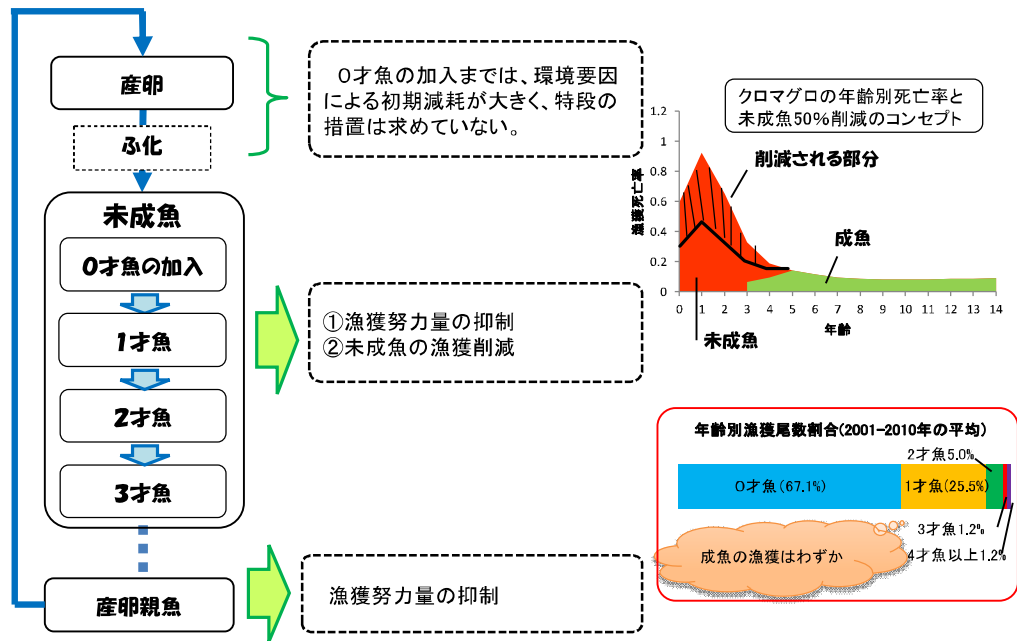 産卵
ふ化
未成魚
0才魚の加入
1才魚
2才魚
3才魚
産卵親魚
0才魚の加入までは、環境要因
による初期減耗が大きく、特段の
措置は求めていない。
①漁獲努力量の抑制
②未成魚の漁獲削減
漁獲努力量の抑制
クロマグロの年齢別死亡率と
未成魚50%削減のコンセプト
漁獲死亡率
1.2
1
0.8
0.6
0.4
0.2
0
削減される部分
成魚
0 1 2 3 4 5 6 7 8 9 10 11 12 13 14
年齢
未成魚
年齢別漁獲尾数割合(2001-2010年の平均)
2才魚5.0%
0才魚(67.1%)
1才魚(25.5%)
3才魚1.2%
4才魚以上1.2%
成魚の漁獲はわずか